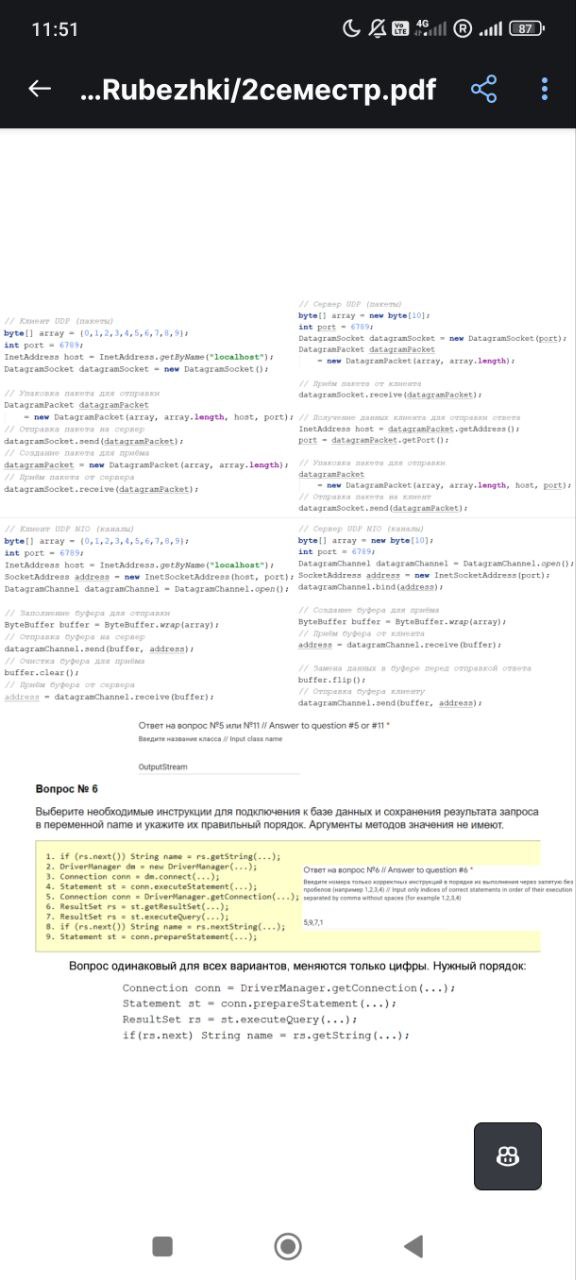 11:51
Vo LTE 4G R 87
...Rubezhki/2семестр.pdf
// Клиент UDP (пакеты)
byte[] array = {0,1,2,3,4,5,6,7,8,9};
int port = 6789;
InetAddress host = InetAddress.getByName("localhost");
DatagramSocket datagramSocket = new DatagramSocket();
// Упаковка пакета для отправки
DatagramPacket datagramPacket
= new DatagramPacket(array, array.length, host, port);
// Отправка пакета на сервер
datagramSocket.send(datagramPacket);
// Создание пакета для приёма
datagramPacket = new DatagramPacket(array, array.length);
// Приём пакета от сервера
datagramSocket.receive(datagramPacket);
// Сервер UDP (пакеты)
byte[] array = new byte[10];
int port = 6789;
DatagramSocket datagramSocket = new DatagramSocket(port);
DatagramPacket datagramPacket
= new DatagramPacket(array, array.length);
// Приём пакета от клиента
datagramSocket.receive(datagramPacket);
// Получение данных клиента для отправки ответа
InetAddress host = datagramPacket.getAddress();
port = datagramPacket.getPort();
// Упаковка пакета для отправки
datagramPacket
= new DatagramPacket(array, array.length, host, port);
// Отправка пакета на клиент
datagramSocket.send(datagramPacket);
// Клиент UDP NIO (каналы)
byte[] array = {0,1,2,3,4,5,6,7,8,9};
int port = 6789;
InetAddress host = InetAddress.getByName("localhost");
SocketAddress address = new InetSocketAddress(host, port);
DatagramChannel datagramChannel = DatagramChannel.open();
// Заполнение буфера для отправки
ByteBuffer buffer = ByteBuffer.wrap(array);
// Отправка буфера на сервер
datagramChannel.send(buffer, address);
// Очистка буфера для приёма
buffer.clear();
// Приём буфера от сервера
address = datagramChannel.receive(buffer);
// Сервер UDP NIO (каналы)
byte[] array = new byte[10];
int port = 6789;
DatagramChannel datagramChannel = DatagramChannel.open();
SocketAddress address = new InetSocketAddress(port);
datagramChannel.bind(address);
// Создание буфера для приёма
ByteBuffer buffer = ByteBuffer.wrap(array);
// Приём буфера от клиента
address = datagramChannel.receive(buffer);
// Замена данных в буфере перед отправкой ответа
buffer.flip();
// Отправка буфера клиенту
datagramChannel.send(buffer, address);
Ответ на вопрос №5 или №11 // Answer to question #5 or #11 *
Введите название класса // Input class name
OutputStream
Вопрос № 6
Выберите необходимые инструкции для подключения к базе данных и сохранения результата запроса
в переменной name и укажите их правильный порядок. Аргументы методов значения не имеют.
1. if (rs.next()) String name = rs.getString(...);
2. DriverManager dm = new DriverManager(...);
3. Connection conn = dm.connect(...);
4. Statement st = conn.executeStatement(...);
5. Connection conn = DriverManager.getConnection(...);
6. ResultSet rs = st.getResultSet(...);
7. ResultSet rs = st.executeQuery(...);
8. if (rs.next()) String name = rs.nextString(...);
9. Statement st = conn.prepareStatement(...);
Ответ на вопрос №6 // Answer to question #6 *
Введите номера только корректных инструкций в порядки из выполнения через запятую без
пробелов (например 1,2,3,4) // Input only indices of correct statements in order of their execution
separated by comma without spaces (for example 1,2,3,4)
5,9,7,1
Вопрос одинаковый для всех вариантов, меняются только цифры. Нужный порядок:
Connection conn = DriverManager.getConnection(...);
Statement st = conn.prepareStatement(...);
ResultSet rs = st.executeQuery(...);
if(rs.next) String name = rs.getString(...);